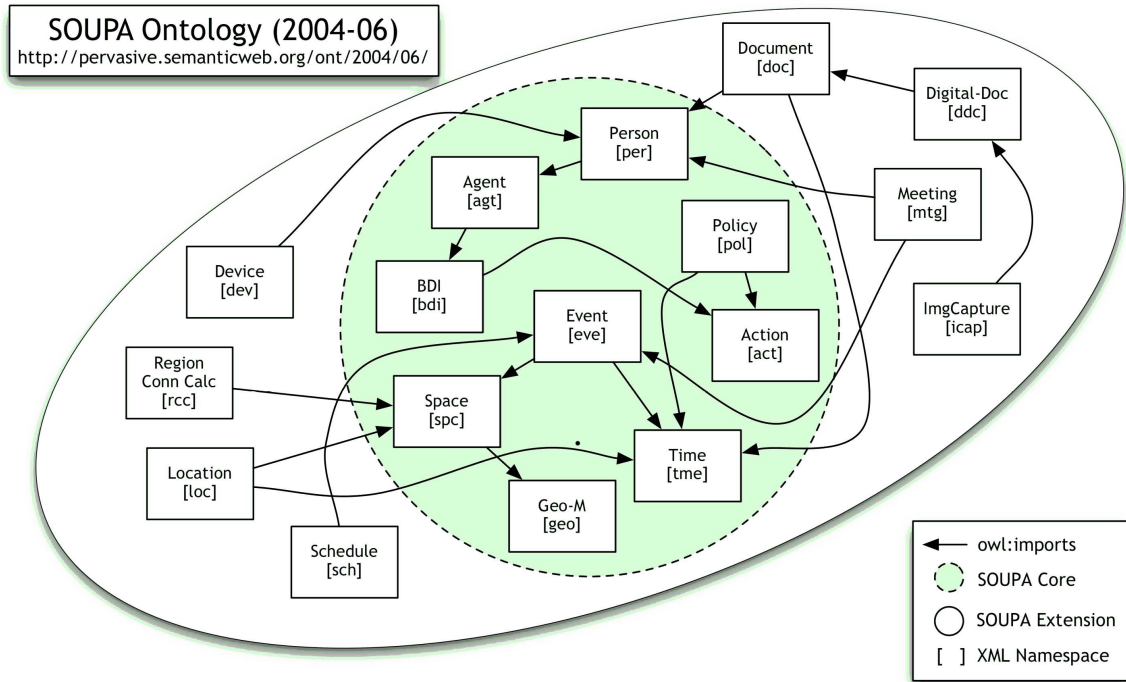 SOUPA Ontology (2004-06)
http://pervasive.semanticweb.org/ont/2004/06/
Document
[doc]
Digital-Doc
[ddc]
Person
[per]
Agent
[agt]
Meeting
[mtg]
Policy
[pol]
Device
[dev]
BDI
[bdi]
Event
[eve]
Action
[act]
ImgCapture
[icap]
Region
Conn Calc
[rcc]
Space
[spc]
Location
[loc]
Time
[tme]
Geo-M
[geo]
Schedule
[sch]
owl:imports
SOUPA Core
SOUPA Extension
[ ] XML Namespace